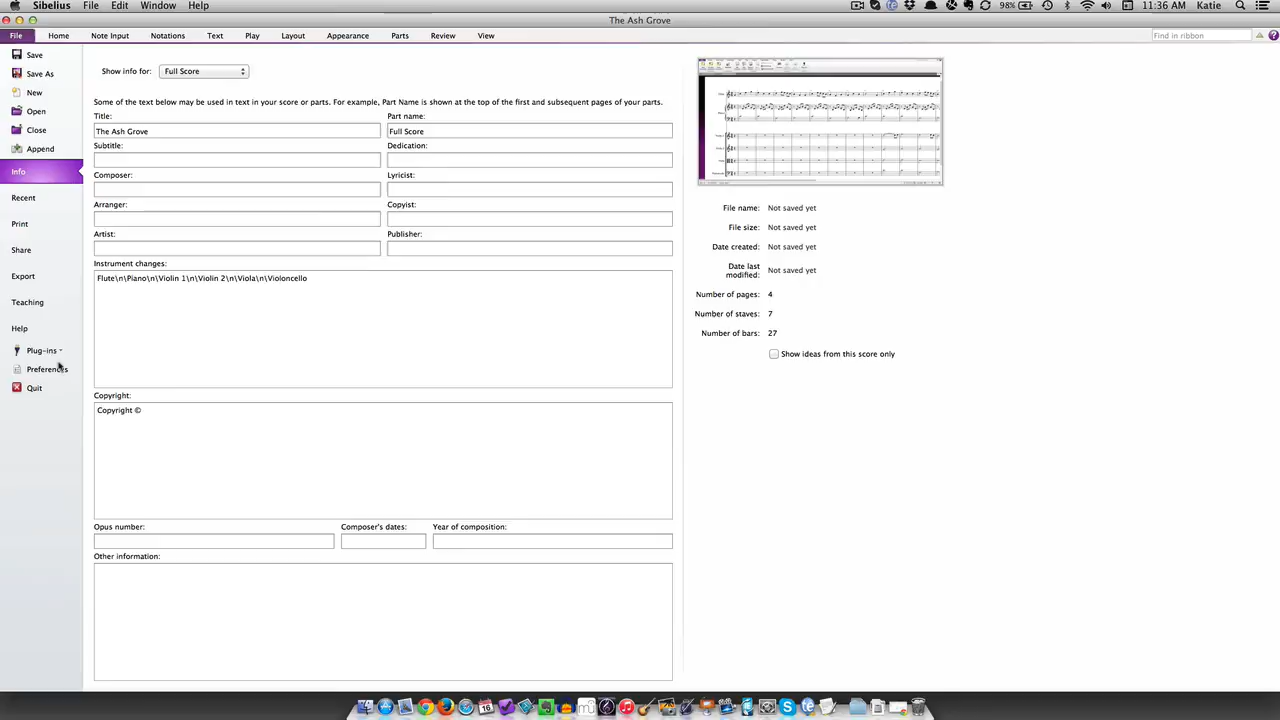 Sibelius File Edit Window Help 98% 11:36 AM Katie
The Ash Grove
File Home Note Input Notations Text Play Layout Appearance Parts Review View Find in ribbon
Save
Save As
New
Open
Close
Append
Info
Recent
Print
Share
Export
Teaching
Help
Plug-ins
Preferences
Quit
Show info for: Full Score
Some of the text below may be used in text in your score or parts. For example, Part Name is shown at the top of the first and subsequent pages of your parts.
Title: Part name:
The Ash Grove Full Score
Subtitle: Dedication:
Composer: Lyricist:
Arranger: Copyist:
Artist: Publisher:
Instrument changes:
Flute\n\Piano\n\Violin 1\n\Violin 2\n\Viola\n\Violoncello
Copyright:
Copyright ©
Opus number: Composer's dates: Year of composition:
Other information:
File name: Not saved yet
File size: Not saved yet
Date created: Not saved yet
Date last
modified: Not saved yet
Number of pages: 4
Number of staves: 7
Number of bars: 27
Show ideas from this score only